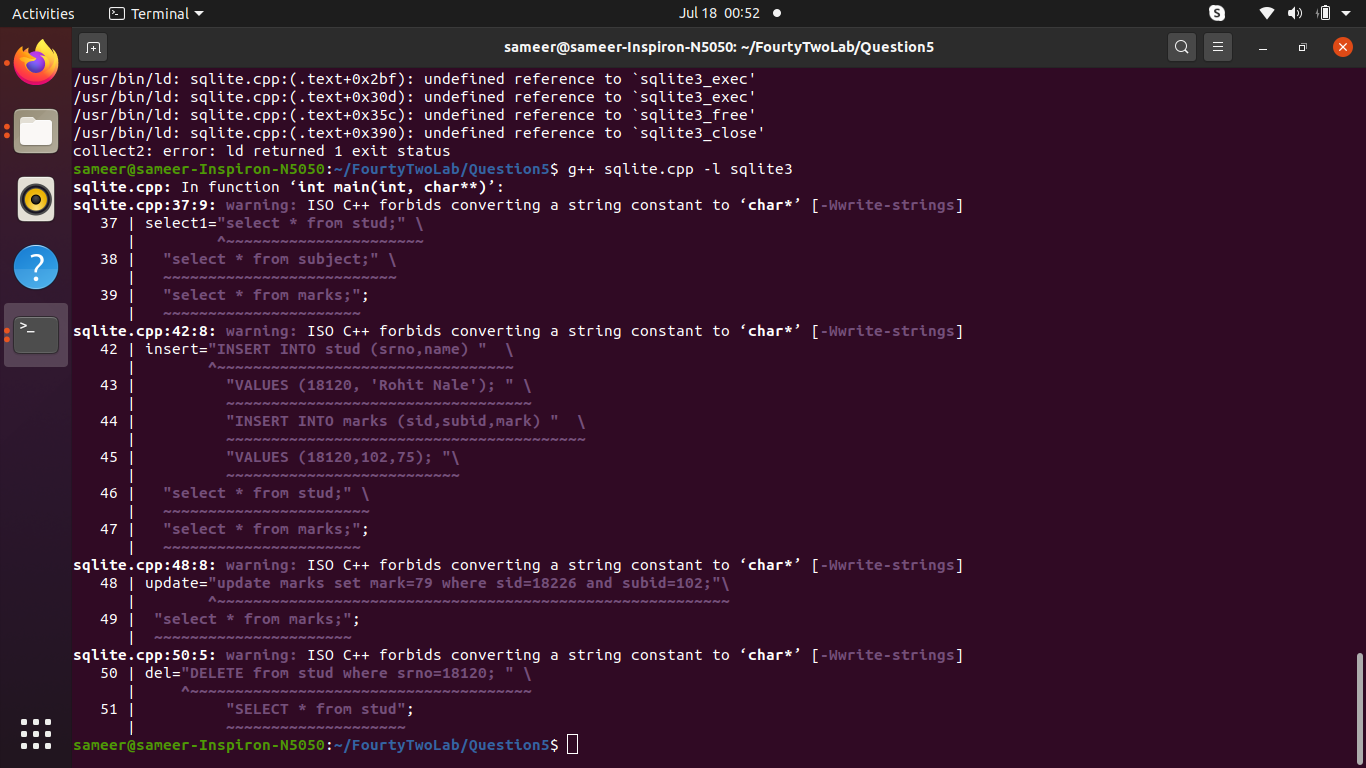 Activities Terminal Jul 18 00:52
sameer@sameer-Inspiron-N5050: ~/FourtyTwoLab/Question5
/usr/bin/ld: sqlite.cpp:(.text+0x2bf): undefined reference to `sqlite3_exec'
/usr/bin/ld: sqlite.cpp:(.text+0x30d): undefined reference to `sqlite3_exec'
/usr/bin/ld: sqlite.cpp:(.text+0x35c): undefined reference to `sqlite3_free'
/usr/bin/ld: sqlite.cpp:(.text+0x390): undefined reference to `sqlite3_close'
collect2: error: ld returned 1 exit status
sameer@sameer-Inspiron-N5050:~/FourtyTwoLab/Question5$ g++ sqlite.cpp -l sqlite3
sqlite.cpp: In function ‘int main(int, char**)’:
sqlite.cpp:37:9: warning: ISO C++ forbids converting a string constant to ‘char*’ [-Wwrite-strings]
   37 | select1="select * from stud;" \
      |         ^~~~~~~~~~~~~~~~~~~~~~~
   38 |   "select * from subject;" \
      |   ~~~~~~~~~~~~~~~~~~~~~~~~~~
   39 |   "select * from marks;";
      |   ~~~~~~~~~~~~~~~~~~~~~~
sqlite.cpp:42:8: warning: ISO C++ forbids converting a string constant to ‘char*’ [-Wwrite-strings]
   42 | insert="INSERT INTO stud (srno,name) "  \
      |        ^~~~~~~~~~~~~~~~~~~~~~~~~~~~~~~~~~
   43 |          "VALUES (18120, 'Rohit Nale'); " \
      |          ~~~~~~~~~~~~~~~~~~~~~~~~~~~~~~~~~~
   44 |          "INSERT INTO marks (sid,subid,mark) "  \
      |          ~~~~~~~~~~~~~~~~~~~~~~~~~~~~~~~~~~~~~~~~
   45 |          "VALUES (18120,102,75); "\
      |          ~~~~~~~~~~~~~~~~~~~~~~~~~~
   46 |   "select * from stud;" \
      |   ~~~~~~~~~~~~~~~~~~~~~~~
   47 |   "select * from marks;";
      |   ~~~~~~~~~~~~~~~~~~~~~~
sqlite.cpp:48:8: warning: ISO C++ forbids converting a string constant to ‘char*’ [-Wwrite-strings]
   48 | update="update marks set mark=79 where sid=18226 and subid=102;"\
      |        ^~~~~~~~~~~~~~~~~~~~~~~~~~~~~~~~~~~~~~~~~~~~~~~~~~~~~~~~~~
   49 |  "select * from marks;";
      |  ~~~~~~~~~~~~~~~~~~~~~~
sqlite.cpp:50:5: warning: ISO C++ forbids converting a string constant to ‘char*’ [-Wwrite-strings]
   50 | del="DELETE from stud where srno=18120; " \
      |     ^~~~~~~~~~~~~~~~~~~~~~~~~~~~~~~~~~~~~~~
   51 |          "SELECT * from stud";
      |          ~~~~~~~~~~~~~~~~~~~~
sameer@sameer-Inspiron-N5050:~/FourtyTwoLab/Question5$